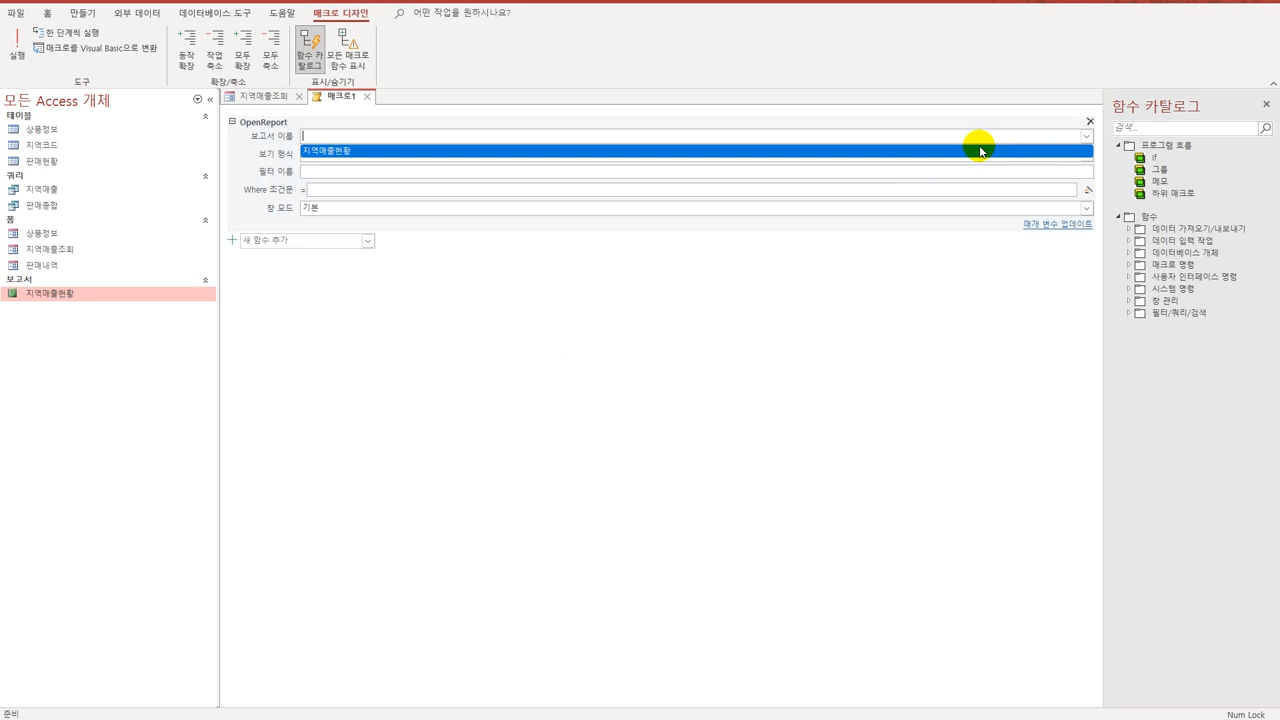 파일 홈 만들기 외부 데이터 데이터베이스 도구 도움말 매크로 디자인 어떤 작업을 원하시나요?
실행
한 단계씩 실행
매크로를 Visual Basic으로 변환
도구
동작 확장
작업 축소
모두 확장
모두 축소
확장/축소
함수 카탈로그
모든 매크로 함수 표시
표시/숨기기
모든 Access 개체
테이블
상품정보
지역코드
판매현황
쿼리
지역매출
판매종합
폼
상품정보
지역매출조회
판매내역
보고서
지역매출현황
지역매출조회 매크로1
OpenReport
보고서 이름
지역매출현황
보기 형식
필터 이름
Where 조건문 =
창 모드 기본
매개 변수 업데이트
새 함수 추가
함수 카탈로그
검색...
프로그램 흐름
If
그룹
메모
하위 매크로
함수
데이터 가져오기/내보내기
데이터 입력 작업
데이터베이스 개체
매크로 명령
사용자 인터페이스 명령
시스템 명령
창 관리
필터/쿼리/검색
준비
Num Lock